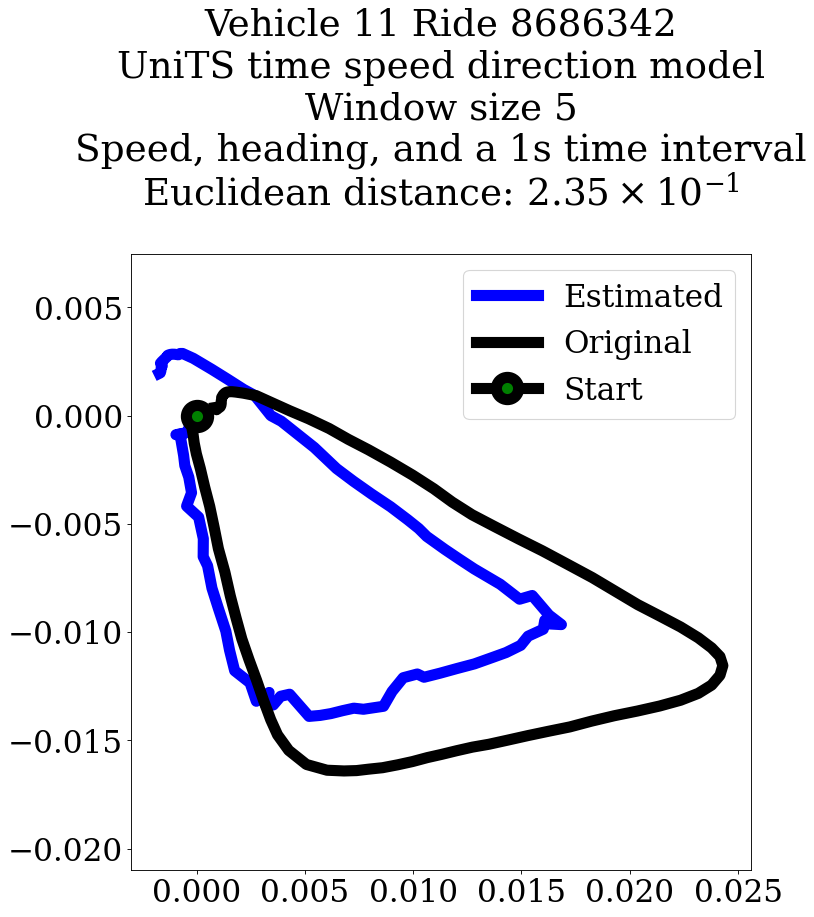 Vehicle 11 Ride 8686342
UniTS time speed direction model
Window size 5
Speed, heading, and a 1s time interval
Euclidean distance: 2.35 × 10⁻¹
Estimated
Original
Start
0.005
0.000
−0.005
−0.010
−0.015
−0.020
0.000 0.005 0.010 0.015 0.020 0.025